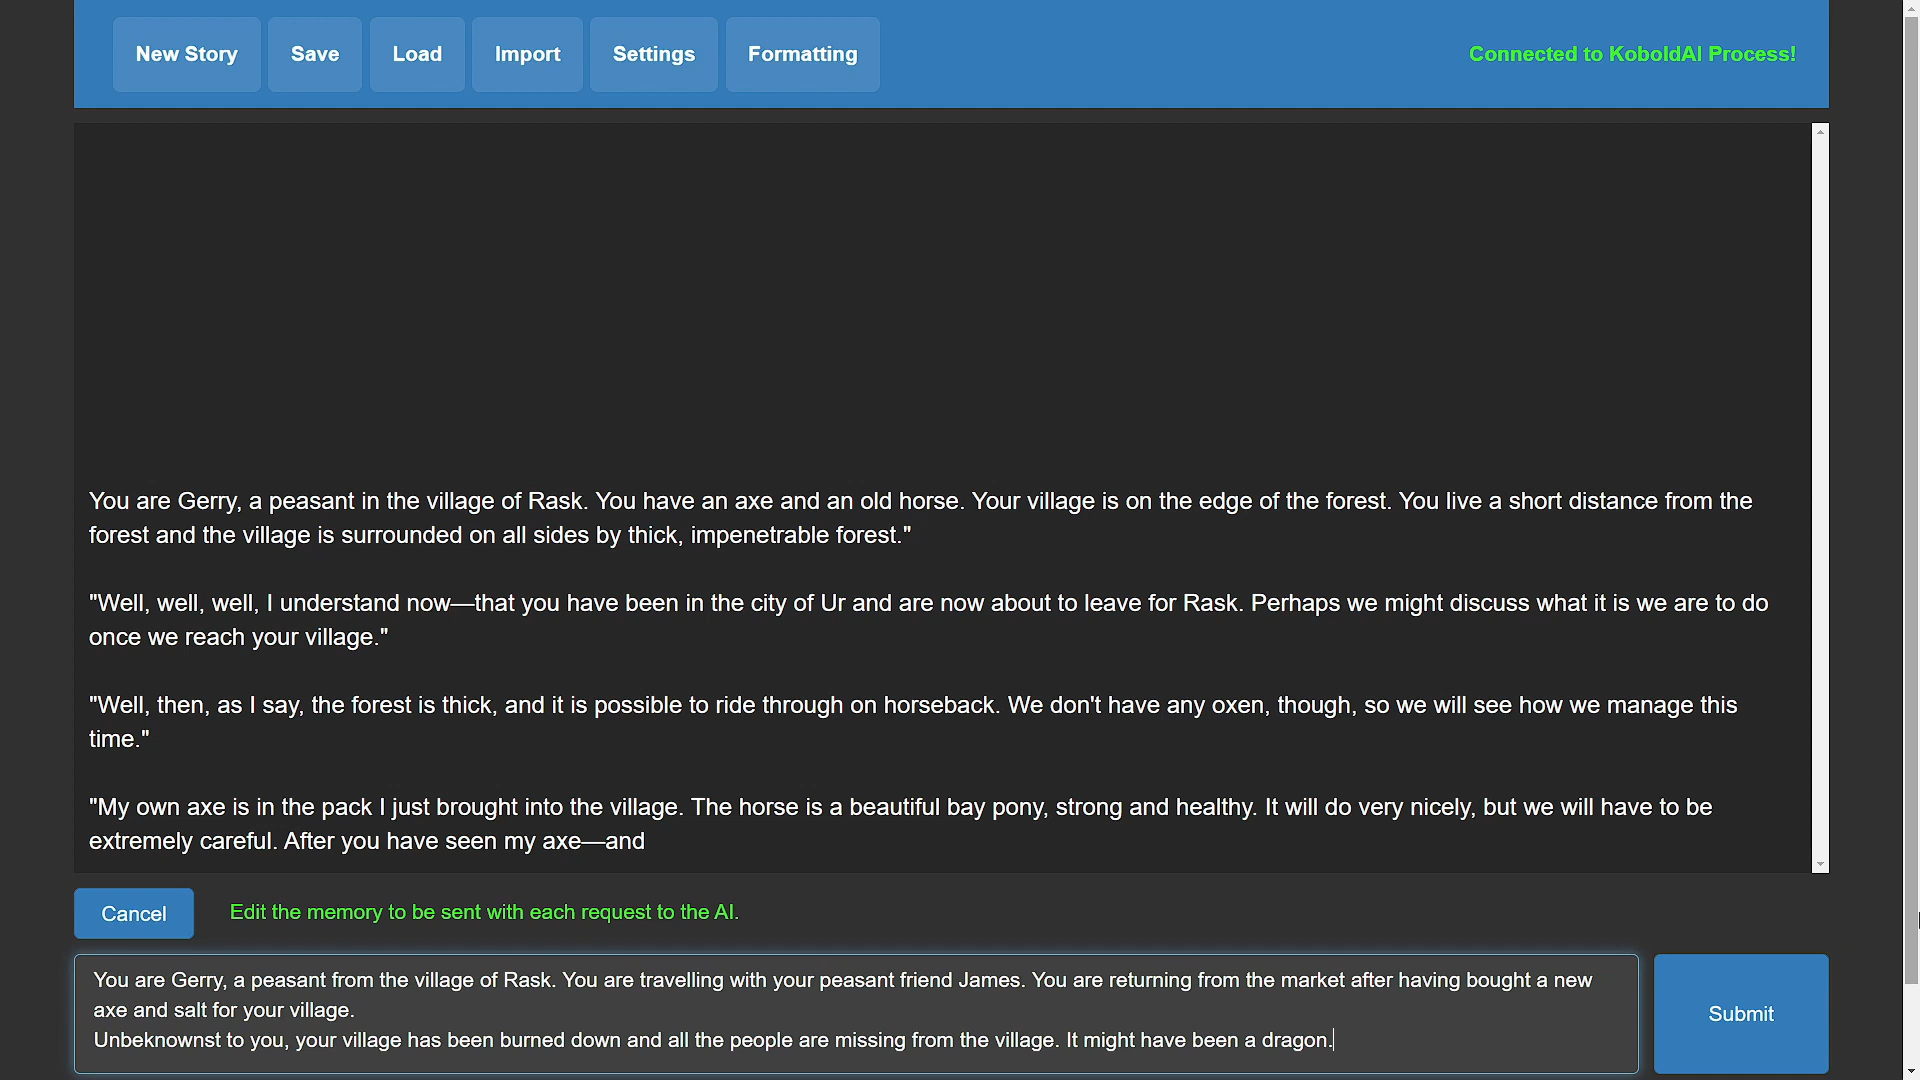 New Story Save Load Import Settings Formatting Connected to KoboldAI Process!
You are Gerry, a peasant in the village of Rask. You have an axe and an old horse. Your village is on the edge of the forest. You live a short distance from the
forest and the village is surrounded on all sides by thick, impenetrable forest."
"Well, well, well, I understand now—that you have been in the city of Ur and are now about to leave for Rask. Perhaps we might discuss what it is we are to do
once we reach your village."
"Well, then, as I say, the forest is thick, and it is possible to ride through on horseback. We don't have any oxen, though, so we will see how we manage this
time."
"My own axe is in the pack I just brought into the village. The horse is a beautiful bay pony, strong and healthy. It will do very nicely, but we will have to be
extremely careful. After you have seen my axe—and
Cancel Edit the memory to be sent with each request to the AI.
You are Gerry, a peasant from the village of Rask. You are travelling with your peasant friend James. You are returning from the market after having bought a new
axe and salt for your village.
Unbeknownst to you, your village has been burned down and all the people are missing from the village. It might have been a dragon.
Submit